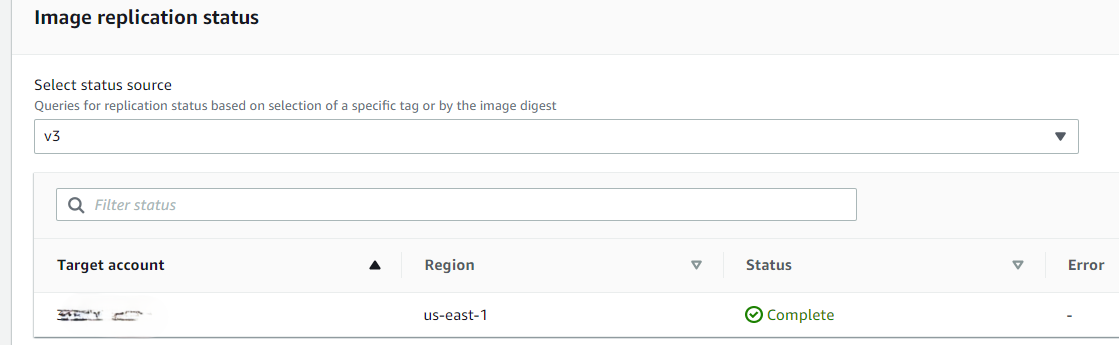 Image replication status
Select status source
Queries for replication status based on selection of a specific tag or by the image digest
v3
Filter status
Target account Region Status Error
us-east-1 Complete -